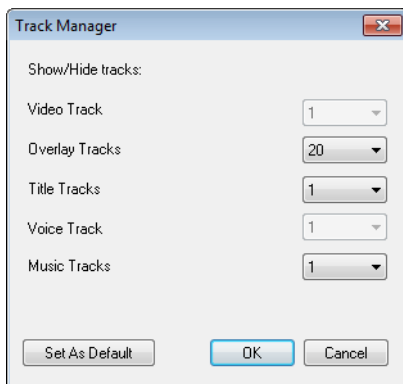 Track Manager
Show/Hide tracks:
Video Track 1
Overlay Tracks 20
Title Tracks 1
Voice Track 1
Music Tracks 1
Set As Default OK Cancel